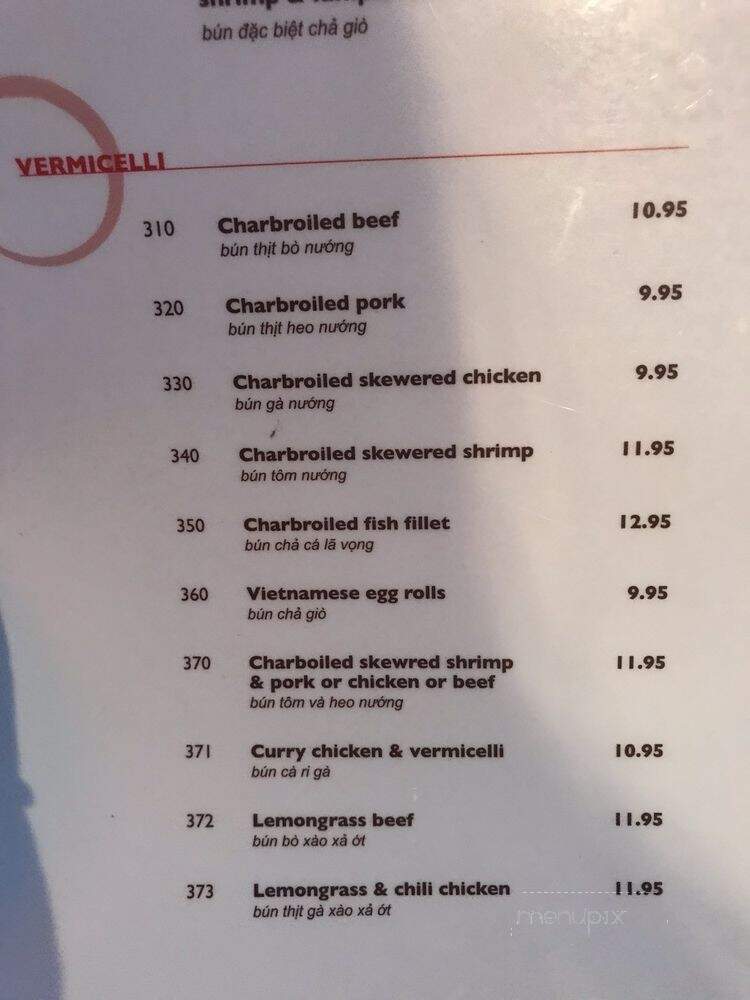 shrimp &
bún đặc biệt chả giò
VERMICELLI
310 Charbroiled beef 10.95
bún thịt bò nướng
320 Charbroiled pork 9.95
bún thịt heo nướng
330 Charbroiled skewered chicken 9.95
bún gà nướng
340 Charbroiled skewered shrimp 11.95
bún tôm nướng
350 Charbroiled fish fillet 12.95
bún chả cá lã vọng
360 Vietnamese egg rolls 9.95
bún chả giò
370 Charboiled skewred shrimp 11.95
& pork or chicken or beef
bún tôm và heo nướng
371 Curry chicken & vermicelli 10.95
bún cà ri gà
372 Lemongrass beef 11.95
bún bò xào xả ớt
373 Lemongrass & chili chicken 11.95
bún thịt gà xào xả ớt
menupix